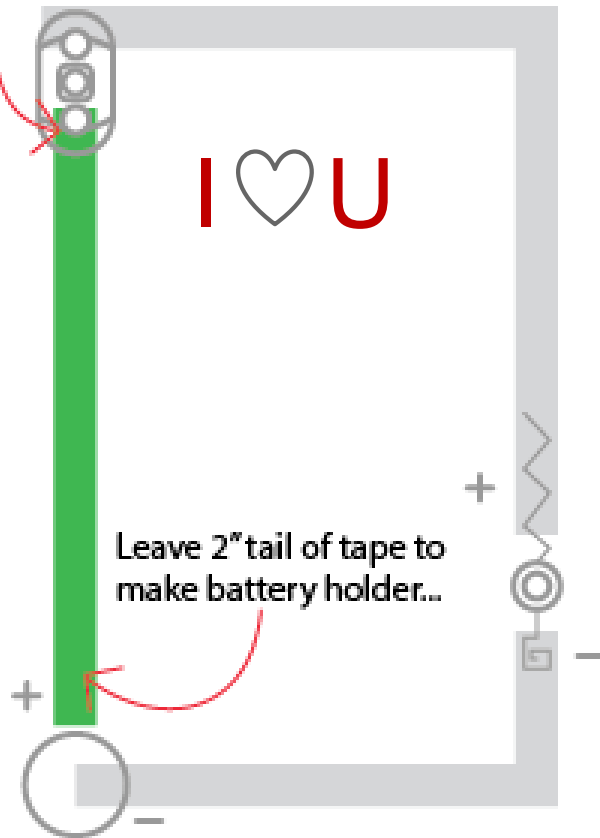 I ♡ U
+
Leave 2" tail of tape to
make battery holder...
−
+
−